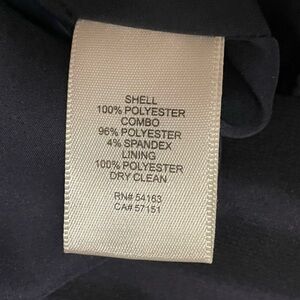 SHELL
100% POLYESTER
COMBO
96% POLYESTER
4% SPANDEX
LINING
100% POLYESTER
DRY CLEAN
RN# 54163
CA# 57151